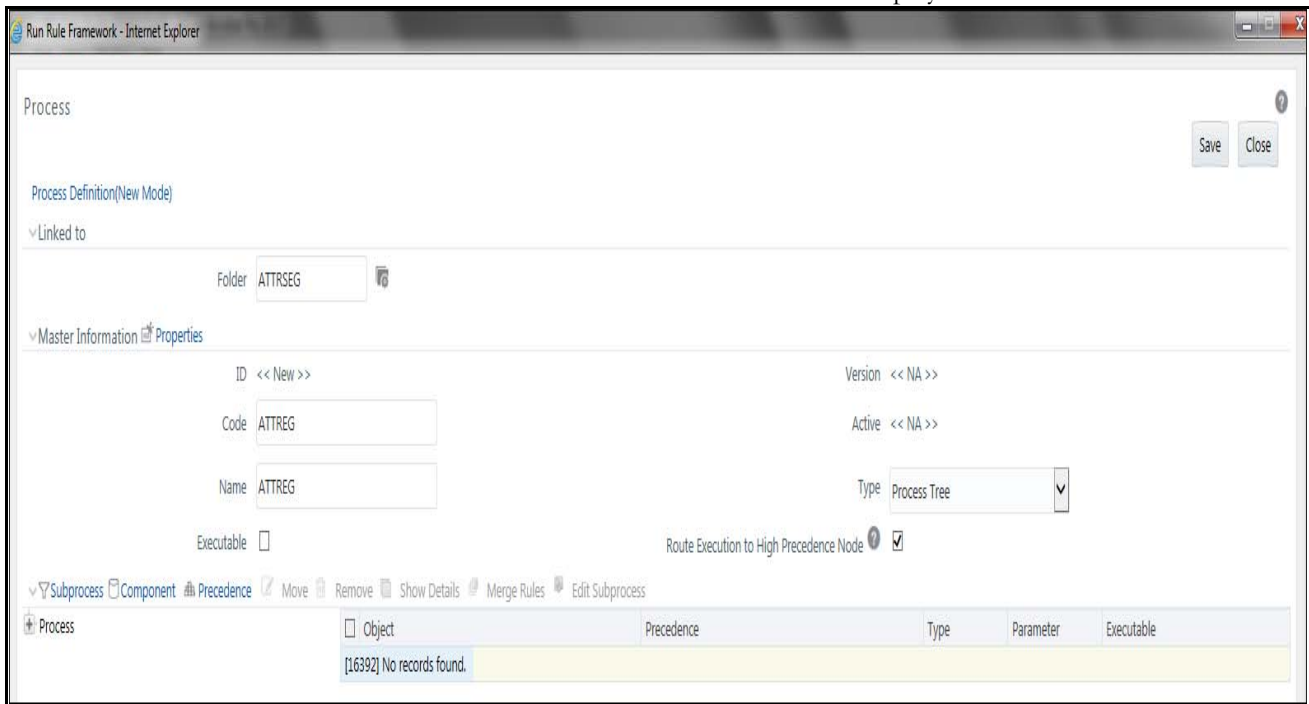 Run Rule Framework - Internet Explorer
X
Process
Save Close
Process Definition(New Mode)
Linked to
Folder ATTRSEG
Master Information Properties
ID << New >> Version << NA >>
Code ATTREG Active << NA >>
Name ATTREG Type Process Tree
Executable Route Execution to High Precedence Node
Subprocess Component Precedence Move Remove Show Details Merge Rules Edit Subprocess
Process Object Precedence Type Parameter Executable
[16392] No records found.